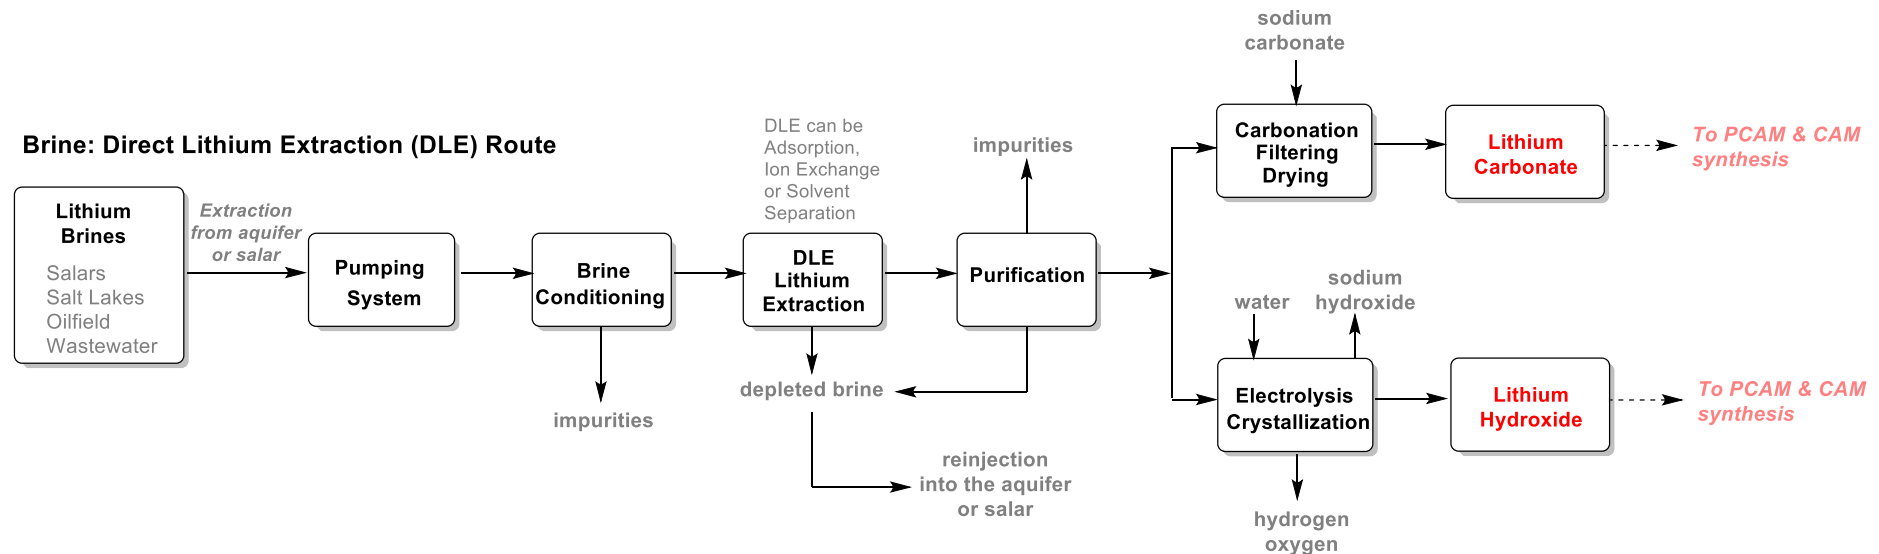 Brine: Direct Lithium Extraction (DLE) Route
Lithium
Brines
Salars
Salt Lakes
Oilfield
Wastewater
Extraction
from aquifer
or salar
Pumping
System
Brine
Conditioning
impurities
DLE can be
Adsorption,
Ion Exchange
or Solvent
Separation
DLE
Lithium
Extraction
depleted brine
reinjection
into the aquifer
or salar
impurities
Purification
sodium
carbonate
Carbonation
Filtering
Drying
Lithium
Carbonate
To PCAM & CAM
synthesis
water
sodium
hydroxide
Electrolysis
Crystallization
hydrogen
oxygen
Lithium
Hydroxide
To PCAM & CAM
synthesis